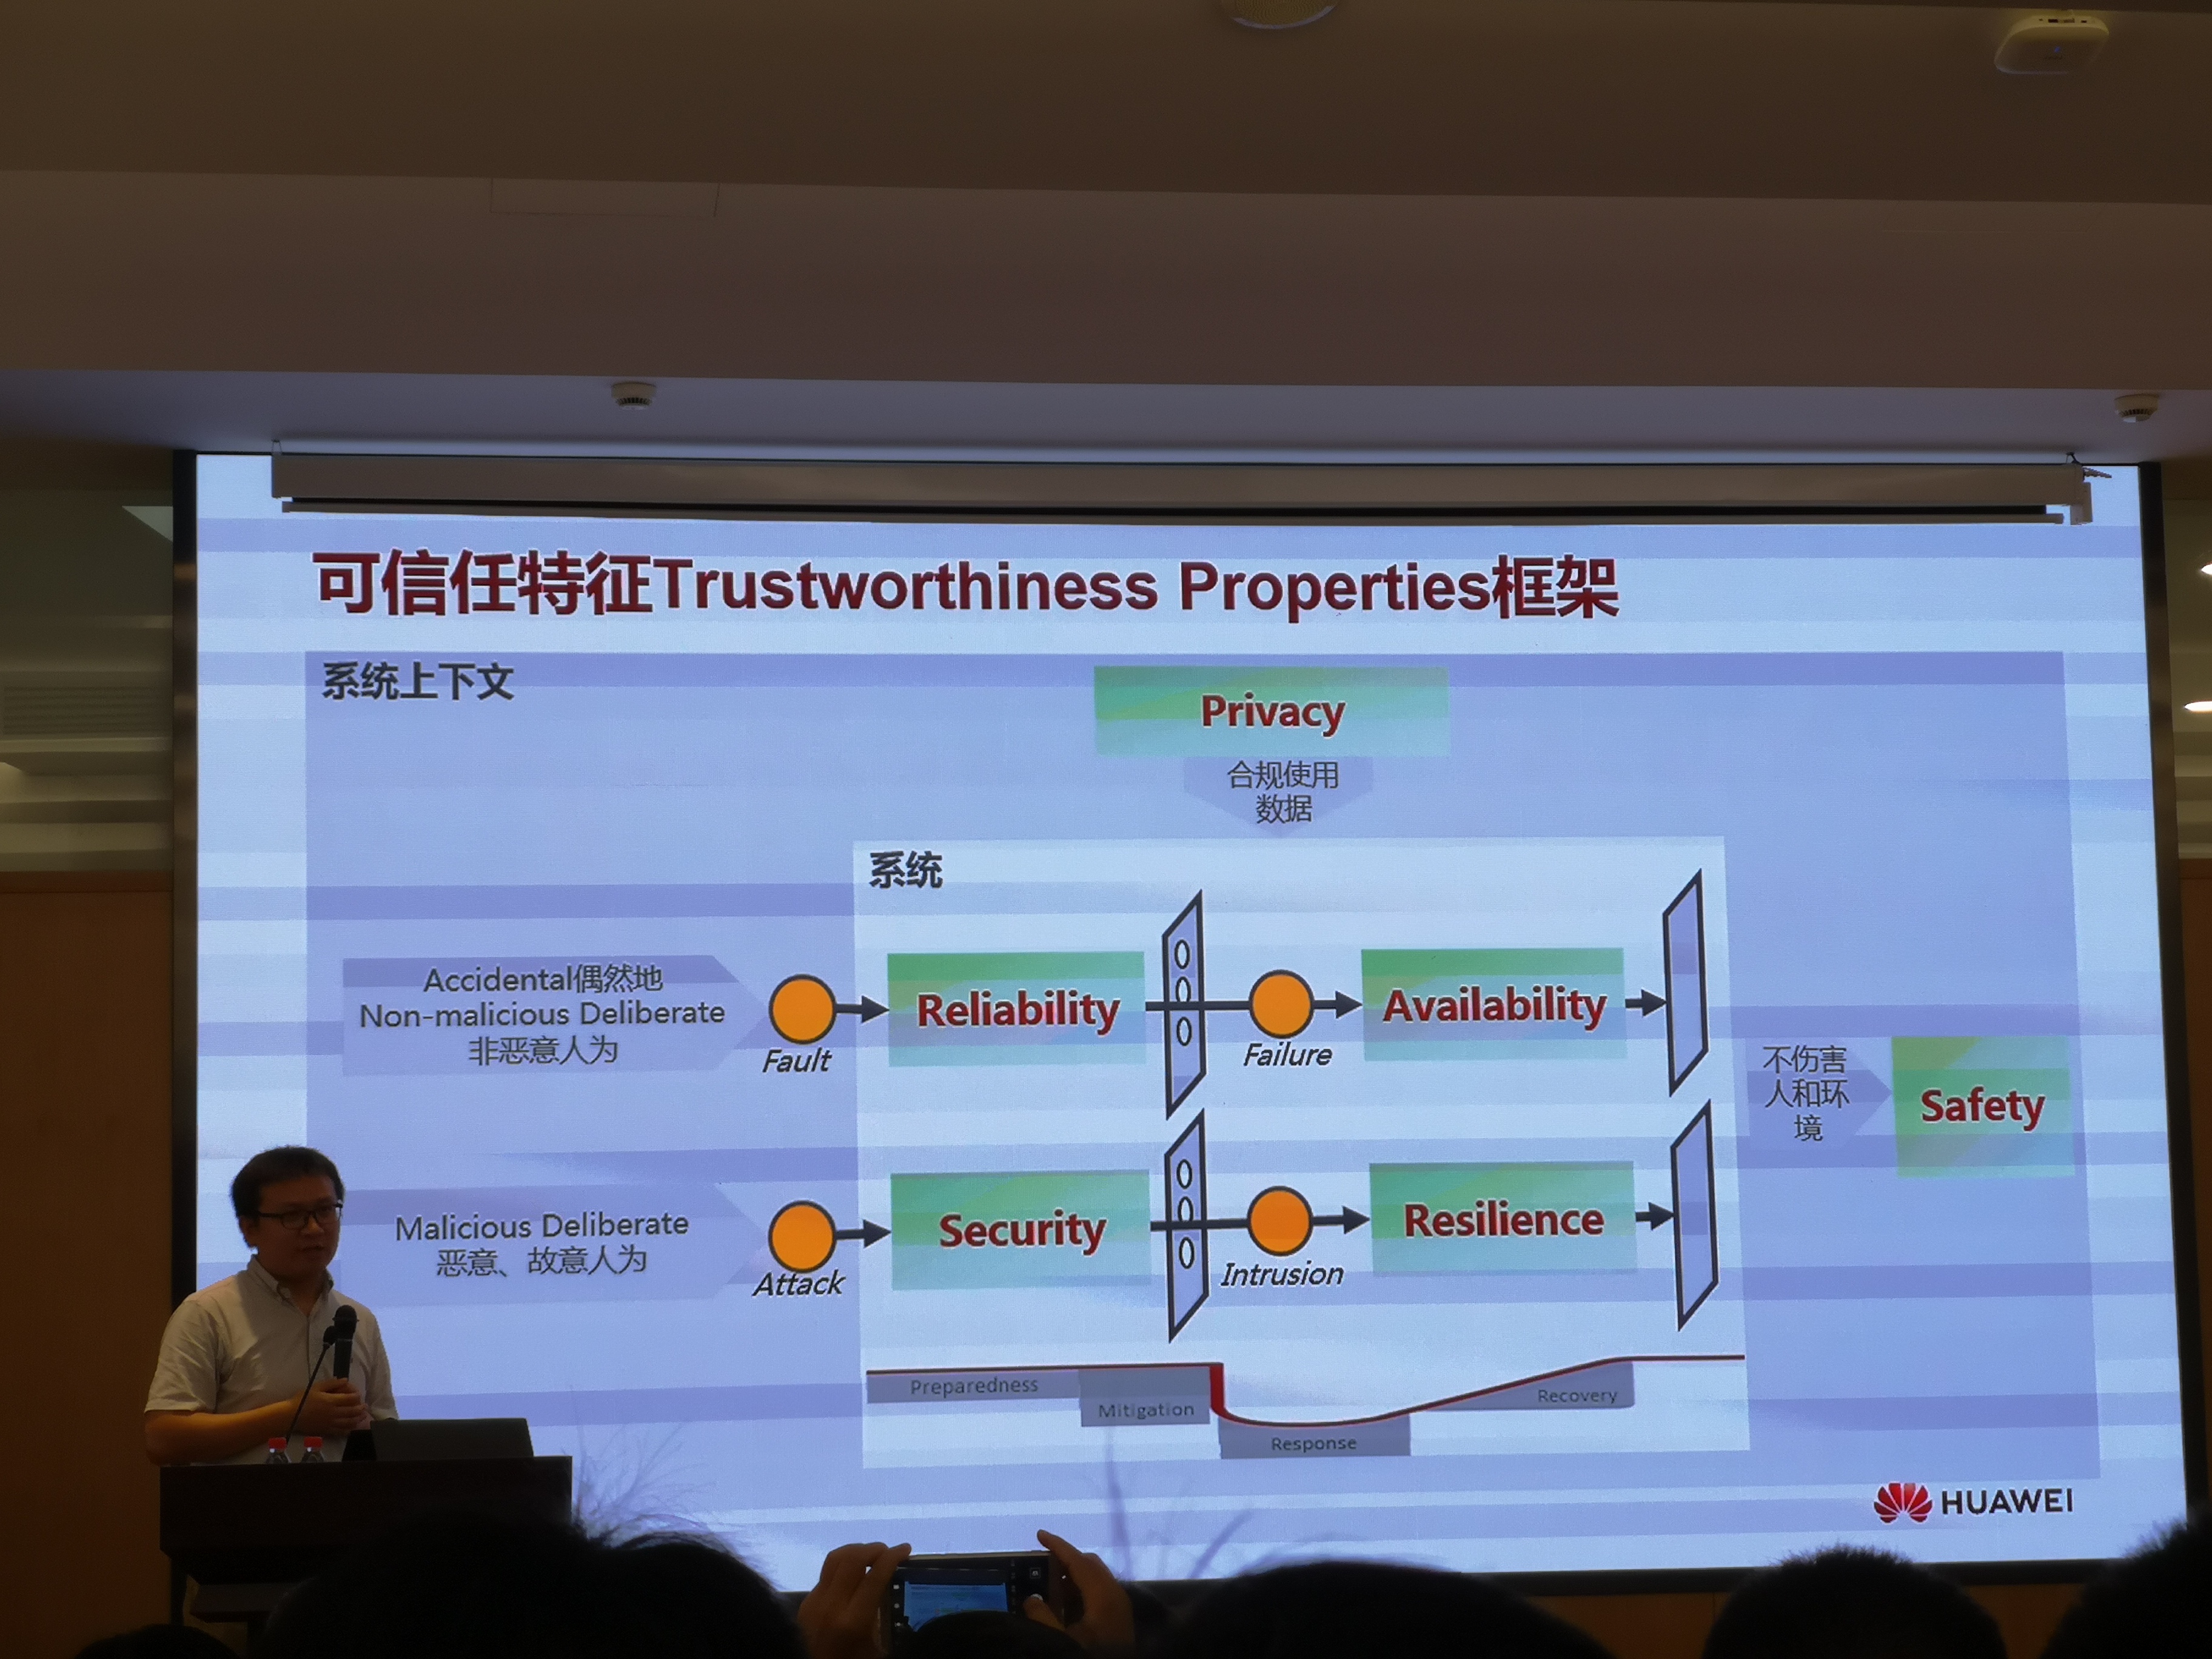 可信任特征Trustworthiness Properties框架
系统上下文
Privacy
合规使用
数据
系统
Accidental偶然地
Non-malicious Deliberate
非恶意人为
Fault
Reliability
Failure
Availability
不伤害
人和环
境
Safety
Malicious Deliberate
恶意、故意人为
Attack
Security
Intrusion
Resilience
Preparedness
Mitigation
Response
Recovery
HUAWEI